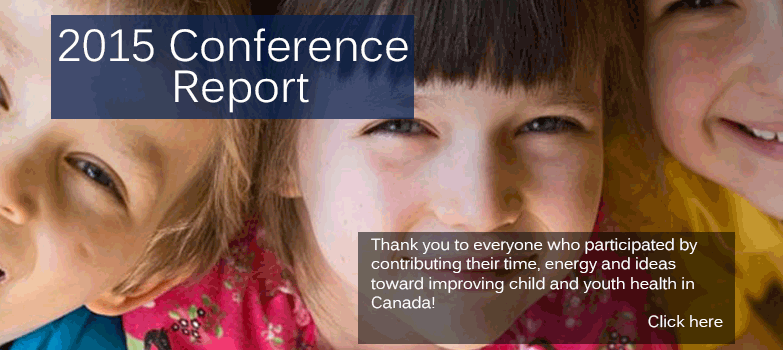 2015 Conference
Report
Thank you to everyone who participated by
contributing their time, energy and ideas
toward improving child and youth health in
Canada!
Click here